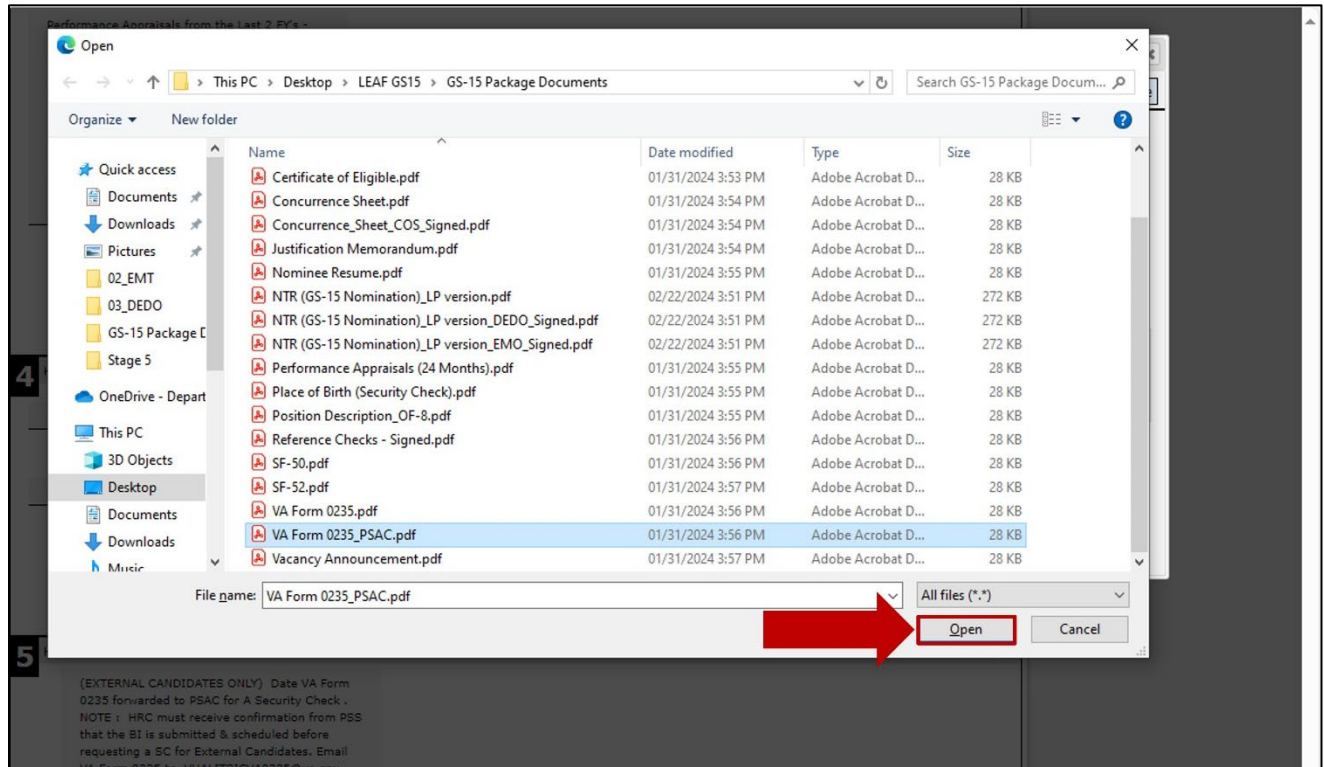 Performance Appraisals from the Last 2 FY's -
Open
This PC > Desktop > LEAF GS15 > GS-15 Package Documents
Search GS-15 Package Docum...
Organize
New folder
Name Date modified Type Size
Quick access
Documents
Downloads
Pictures
02_EMT
03_DEDO
GS-15 Package D
Stage 5
OneDrive - Depart
This PC
3D Objects
Desktop
Documents
Downloads
Music
Certificate of Eligible.pdf 01/31/2024 3:53 PM Adobe Acrobat D... 28 KB
Concurrence Sheet.pdf 01/31/2024 3:54 PM Adobe Acrobat D... 28 KB
Concurrence_Sheet_COS_Signed.pdf 01/31/2024 3:54 PM Adobe Acrobat D... 28 KB
Justification Memorandum.pdf 01/31/2024 3:54 PM Adobe Acrobat D... 28 KB
Nominee Resume.pdf 01/31/2024 3:55 PM Adobe Acrobat D... 28 KB
NTR (GS-15 Nomination)_LP version.pdf 02/22/2024 3:51 PM Adobe Acrobat D... 272 KB
NTR (GS-15 Nomination)_LP version_DEDO_Signed.pdf 02/22/2024 3:51 PM Adobe Acrobat D... 272 KB
NTR (GS-15 Nomination)_LP version_EMO_Signed.pdf 02/22/2024 3:51 PM Adobe Acrobat D... 272 KB
Performance Appraisals (24 Months).pdf 01/31/2024 3:55 PM Adobe Acrobat D... 28 KB
Place of Birth (Security Check).pdf 01/31/2024 3:55 PM Adobe Acrobat D... 28 KB
Position Description_OF-8.pdf 01/31/2024 3:55 PM Adobe Acrobat D... 28 KB
Reference Checks - Signed.pdf 01/31/2024 3:56 PM Adobe Acrobat D... 28 KB
SF-50.pdf 01/31/2024 3:56 PM Adobe Acrobat D... 28 KB
SF-52.pdf 01/31/2024 3:57 PM Adobe Acrobat D... 28 KB
VA Form 0235.pdf 01/31/2024 3:56 PM Adobe Acrobat D... 28 KB
VA Form 0235_PSAC.pdf 01/31/2024 3:56 PM Adobe Acrobat D... 28 KB
Vacancy Announcement.pdf 01/31/2024 3:57 PM Adobe Acrobat D... 28 KB
File name: VA Form 0235_PSAC.pdf
All files (*.*)
Open
Cancel
4
5
(EXTERNAL CANDIDATES ONLY) Date VA Form
0235 forwarded to PSAC for A Security Check .
NOTE : HRC must receive confirmation from PSS
that the BI is submitted & scheduled before
requesting a SC for External Candidates. Email